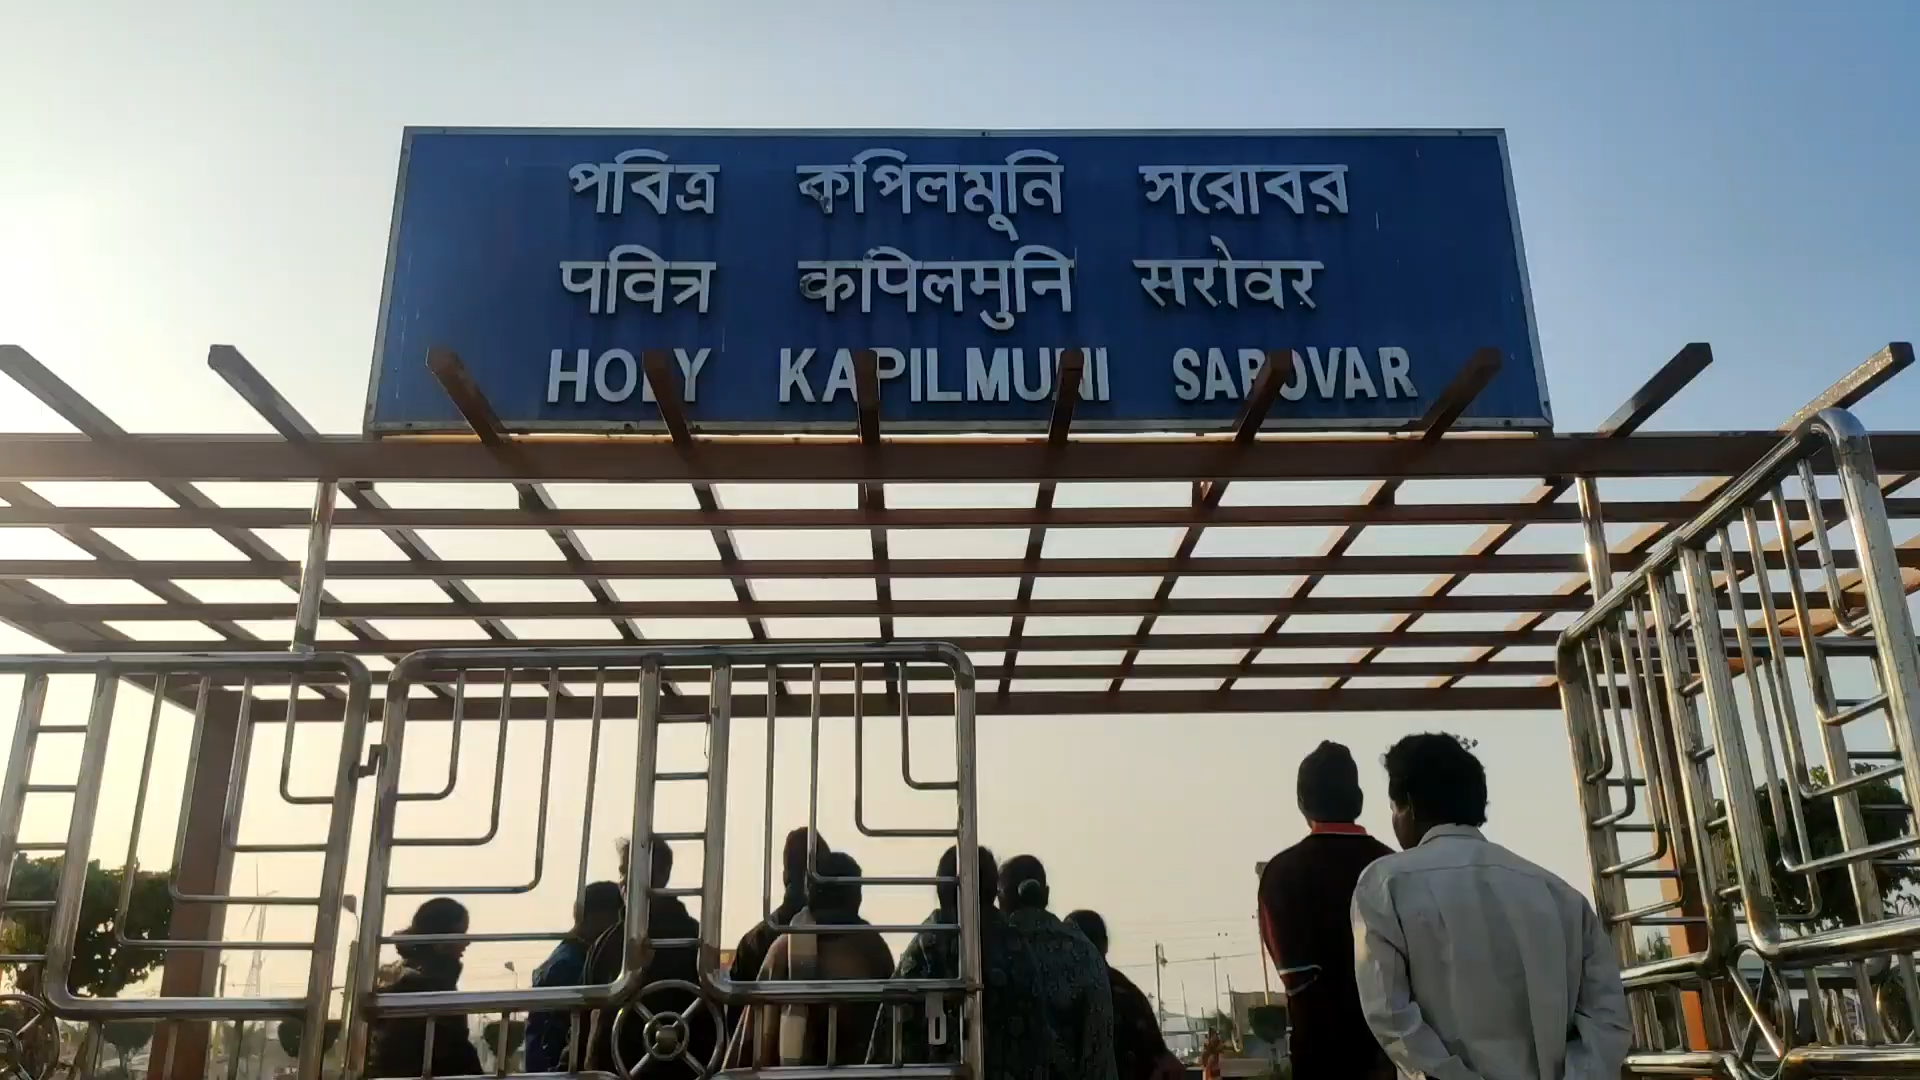 পবিত্র কপিলমুনি সরোবর
पवित्र कपिलमुनि सरोवर
HOLY KAPILMUNI SAROVAR